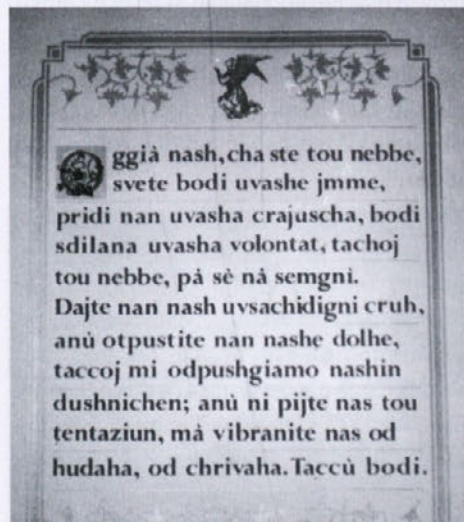 Oggià nash, cha ste tou nebbe,
svete bodi uvashe jmme,
pridi nan uvasha crajuscha, bodi
sdilana uvasha volontat, tachoj
tou nebbe, pà sè nà semgni.
Dajte nan nash uvsachidigni cruh,
anù otpustite nan nashe dolhe,
taccoj mi odpushgiamo nashin
dushnichen; anù ni pijte nas tou
tentaziun, mà vibranite nas od
hudaha, od chrivaha. Taccù bodi.